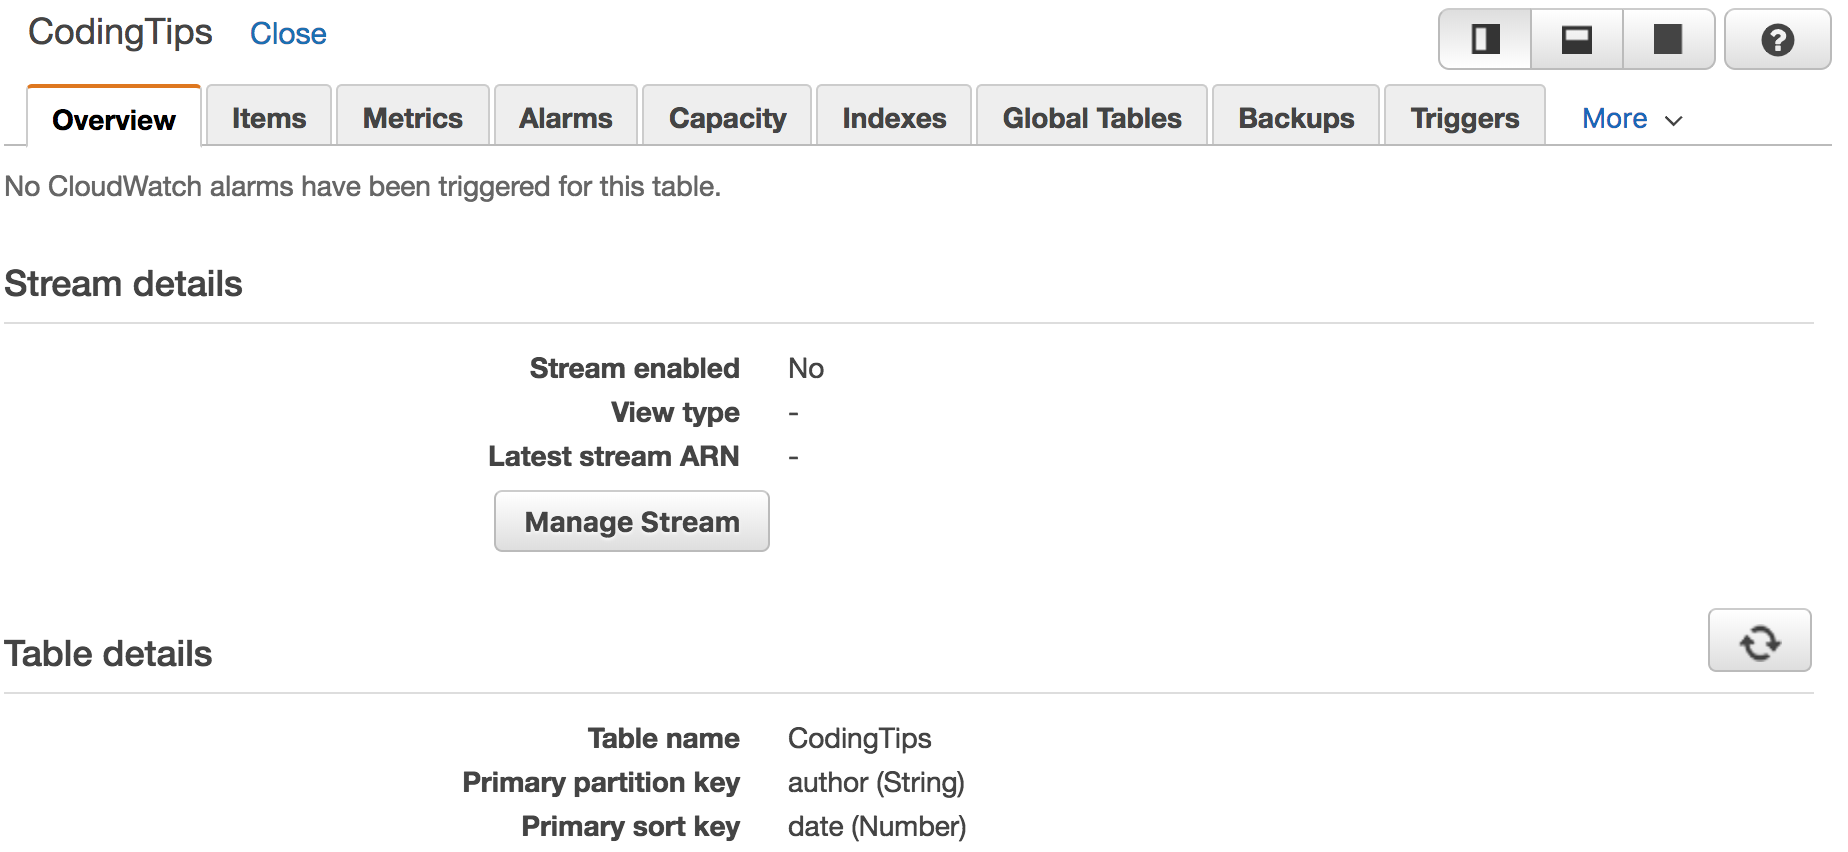 CodingTips Close
Overview Items Metrics Alarms Capacity Indexes Global Tables Backups Triggers More
No CloudWatch alarms have been triggered for this table.
Stream details
Stream enabled No
View type -
Latest stream ARN -
Manage Stream
Table details
Table name CodingTips
Primary partition key author (String)
Primary sort key date (Number)